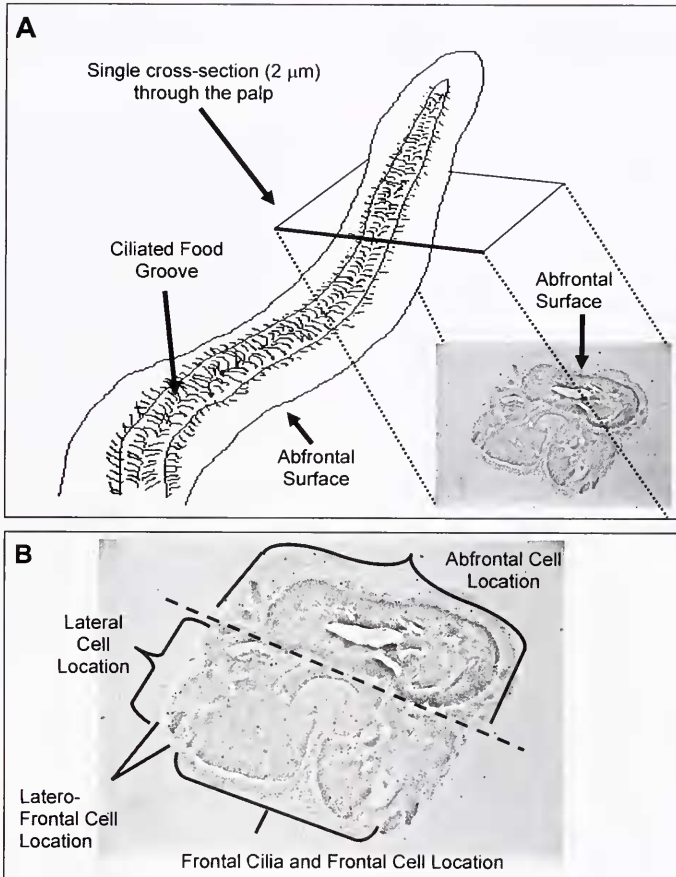 A
Single cross-section (2 μm)
through the palp
Ciliated Food
Groove
Abfrontal
Surface
Abfrontal
Surface
B
Abfrontal Cell
Location
Lateral
Cell
Location
Latero-
Frontal Cell
Location
Frontal Cilia and Frontal Cell Location